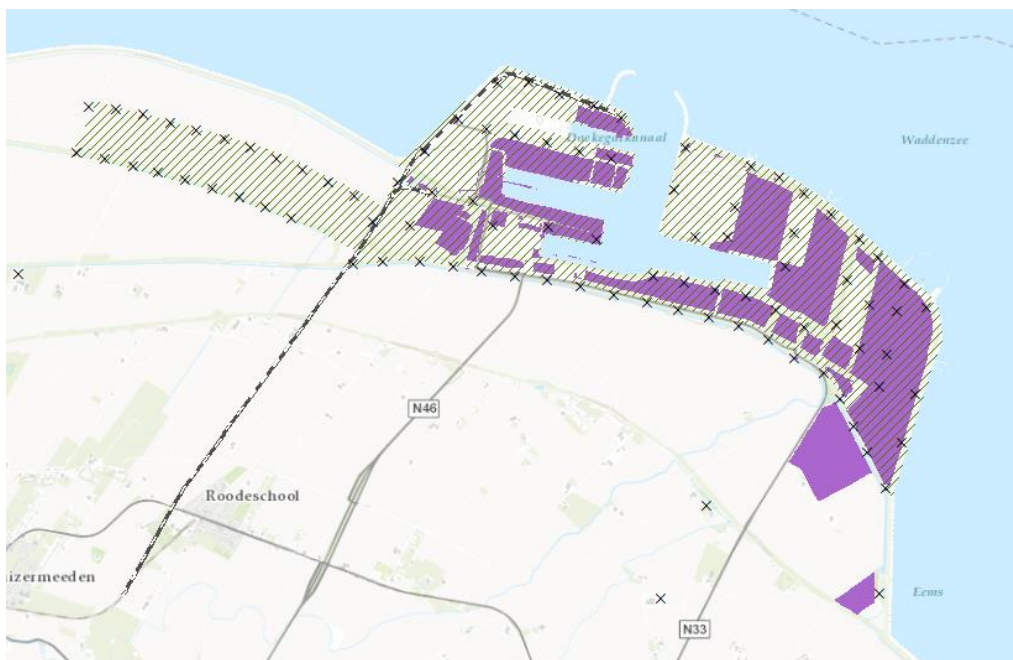 Doekegatkanaal
Waddenzee
N46
Roodeschool
izermeeden
Eems
N33